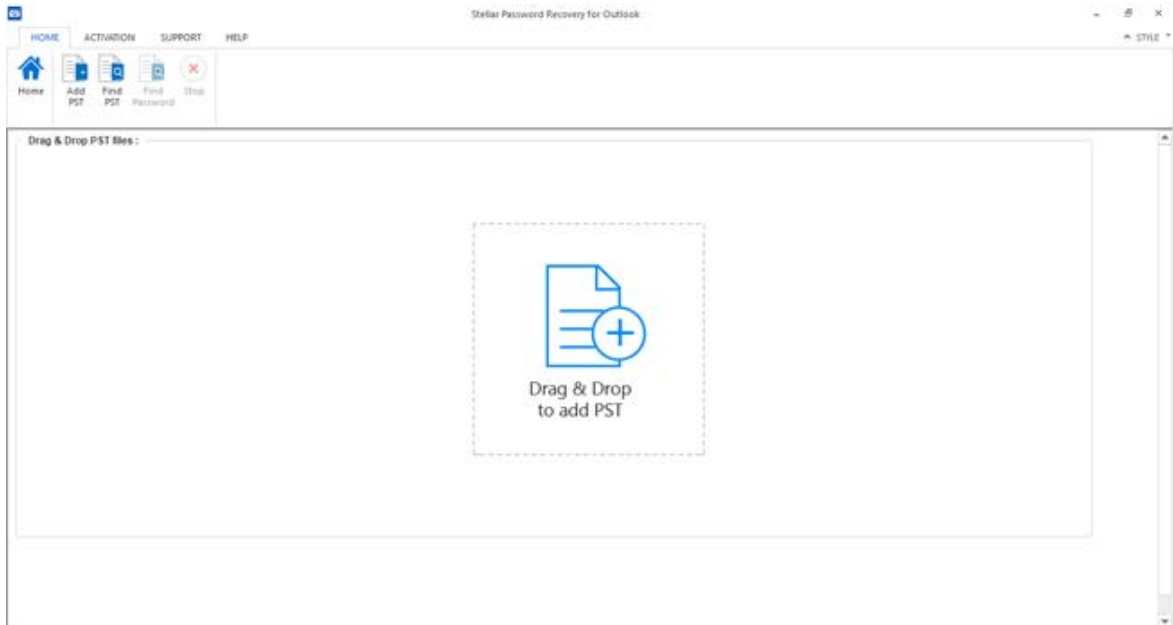 Stellar Password Recovery for Outlook
HOME ACTIVATION SUPPORT HELP
STYLE
Home
Add PST
Find PST
Find Password
Stop
Drag & Drop PST files :
Drag & Drop
to add PST